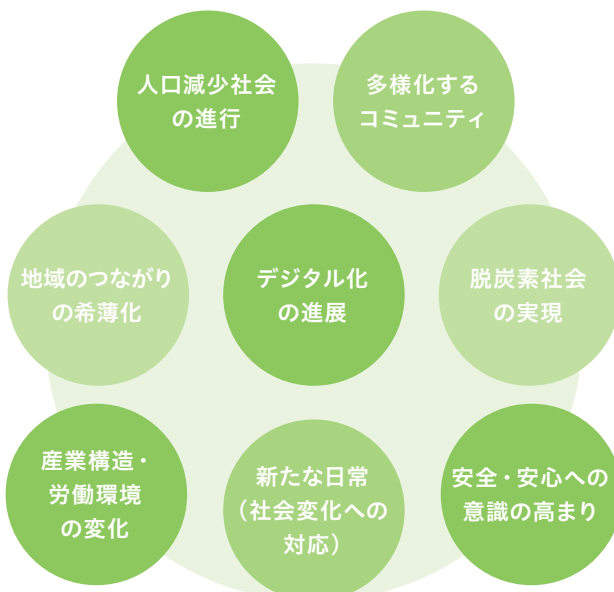 人口減少社会
の進行
多様化する
コミュニティ
地域のつながり
の希薄化
デジタル化
の進展
脱炭素社会
の実現
産業構造・
労働環境
の変化
新たな日常
（社会変化への
対応）
安全・安心への
意識の高まり